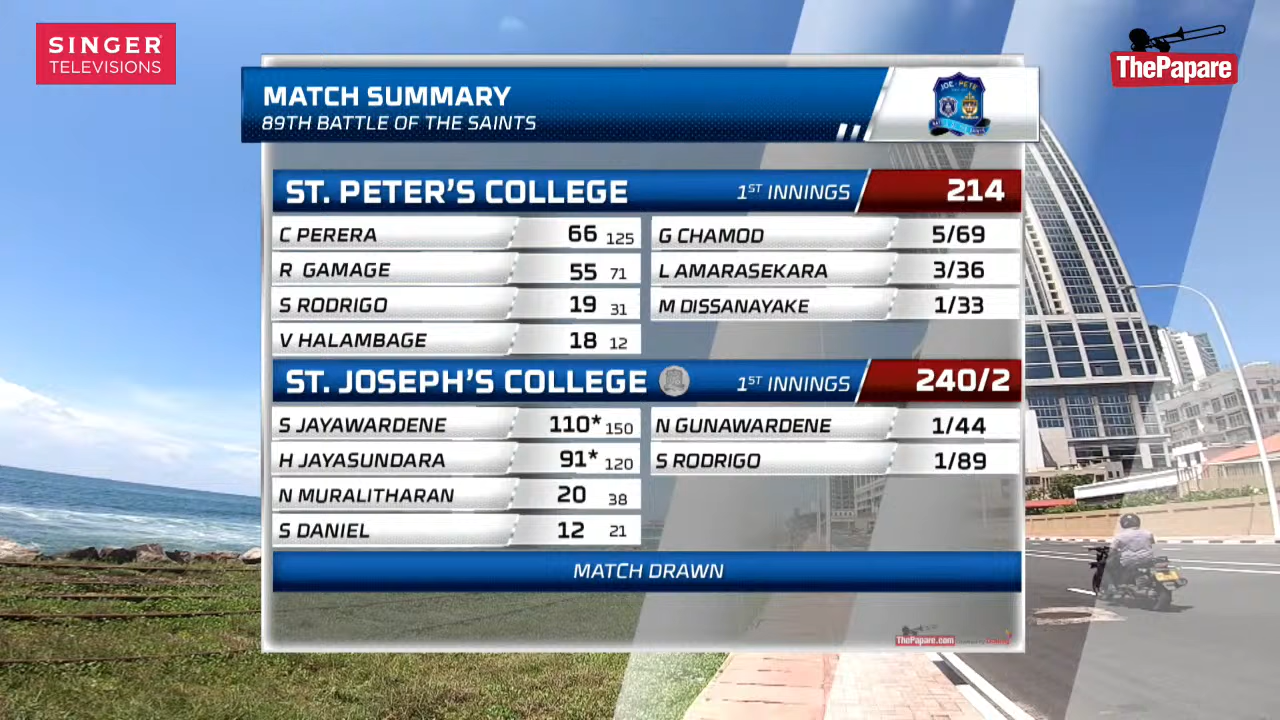 SINGER
TELEVISIONS
ThePapare
MATCH SUMMARY
89TH BATTLE OF THE SAINTS
JOE - PETE
ST. PETER'S COLLEGE 1ST INNINGS 214
C PERERA 66 125 G CHAMOD 5/69
R GAMAGE 55 71 L AMARASEKARA 3/36
S RODRIGO 19 31 M DISSANAYAKE 1/33
V HALAMBAGE 18 12
ST. JOSEPH'S COLLEGE 1ST INNINGS 240/2
S JAYAWARDENE 110* 150 N GUNAWARDENE 1/44
H JAYASUNDARA 91* 120 S RODRIGO 1/89
N MURALITHARAN 20 38
S DANIEL 12 21
MATCH DRAWN
ThePapare.com